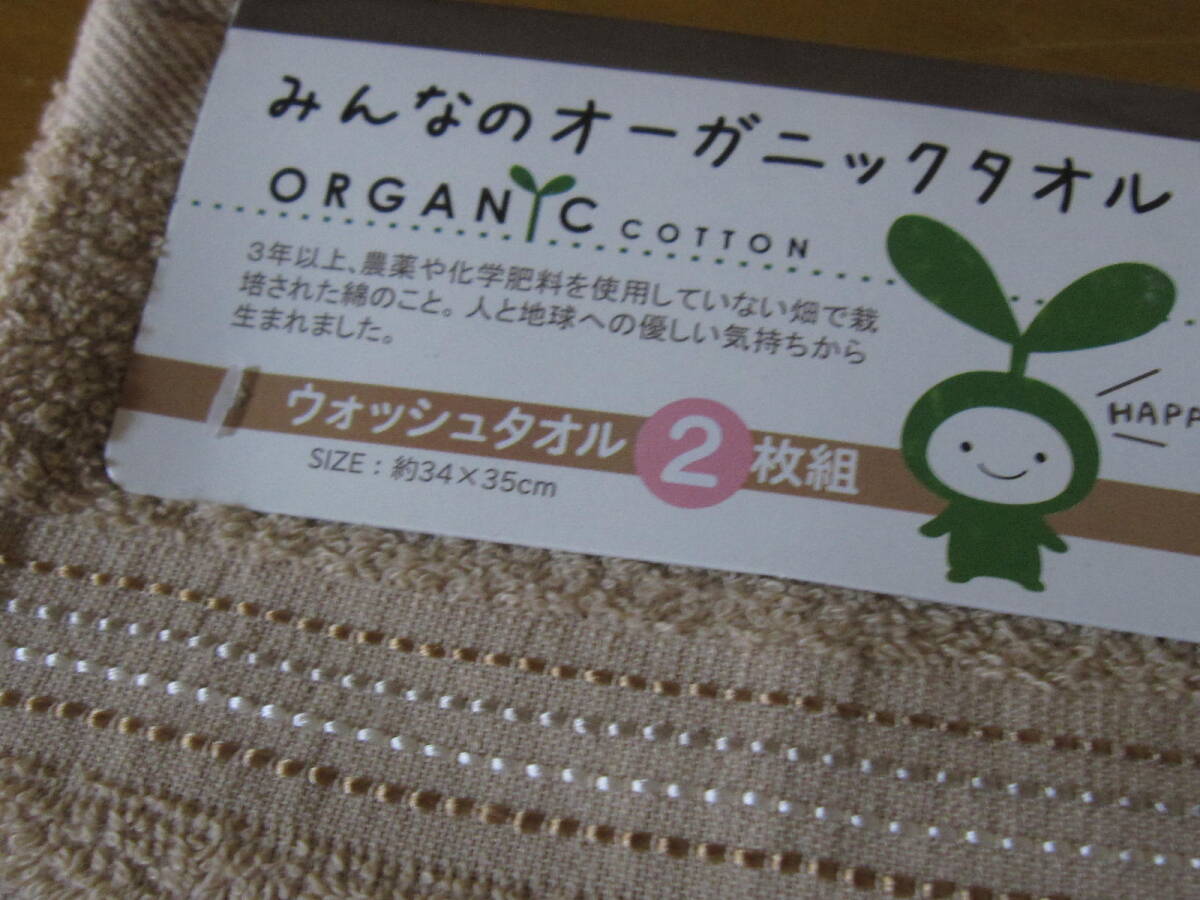 みんなのオーガニックタオル
ORGANIC COTTON
3年以上、農薬や化学肥料を使用していない畑で栽
培された綿のこと。人と地球への優しい気持ちから
生まれました。
ウォッシュタオル2枚組
SIZE：約34×35cm
HAPP